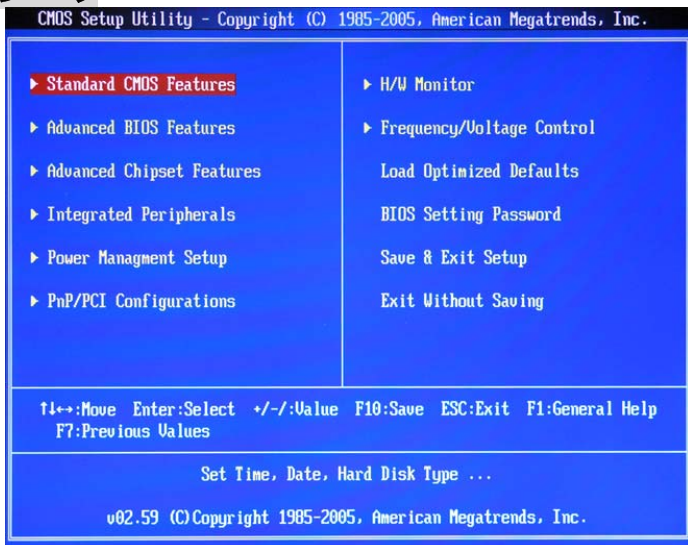 CMOS Setup Utility - Copyright (C) 1985-2005, American Megatrends, Inc.
Standard CMOS Features
Advanced BIOS Features
Advanced Chipset Features
Integrated Peripherals
Power Managment Setup
PnP/PCI Configurations
H/W Monitor
Frequency/Voltage Control
Load Optimized Defaults
BIOS Setting Password
Save & Exit Setup
Exit Without Saving
↑↓←→:Move Enter:Select +/-/:Value F10:Save ESC:Exit F1:General Help
F7:Previous Values
Set Time, Date, Hard Disk Type ...
v02.59 (C)Copyright 1985-2005, American Megatrends, Inc.